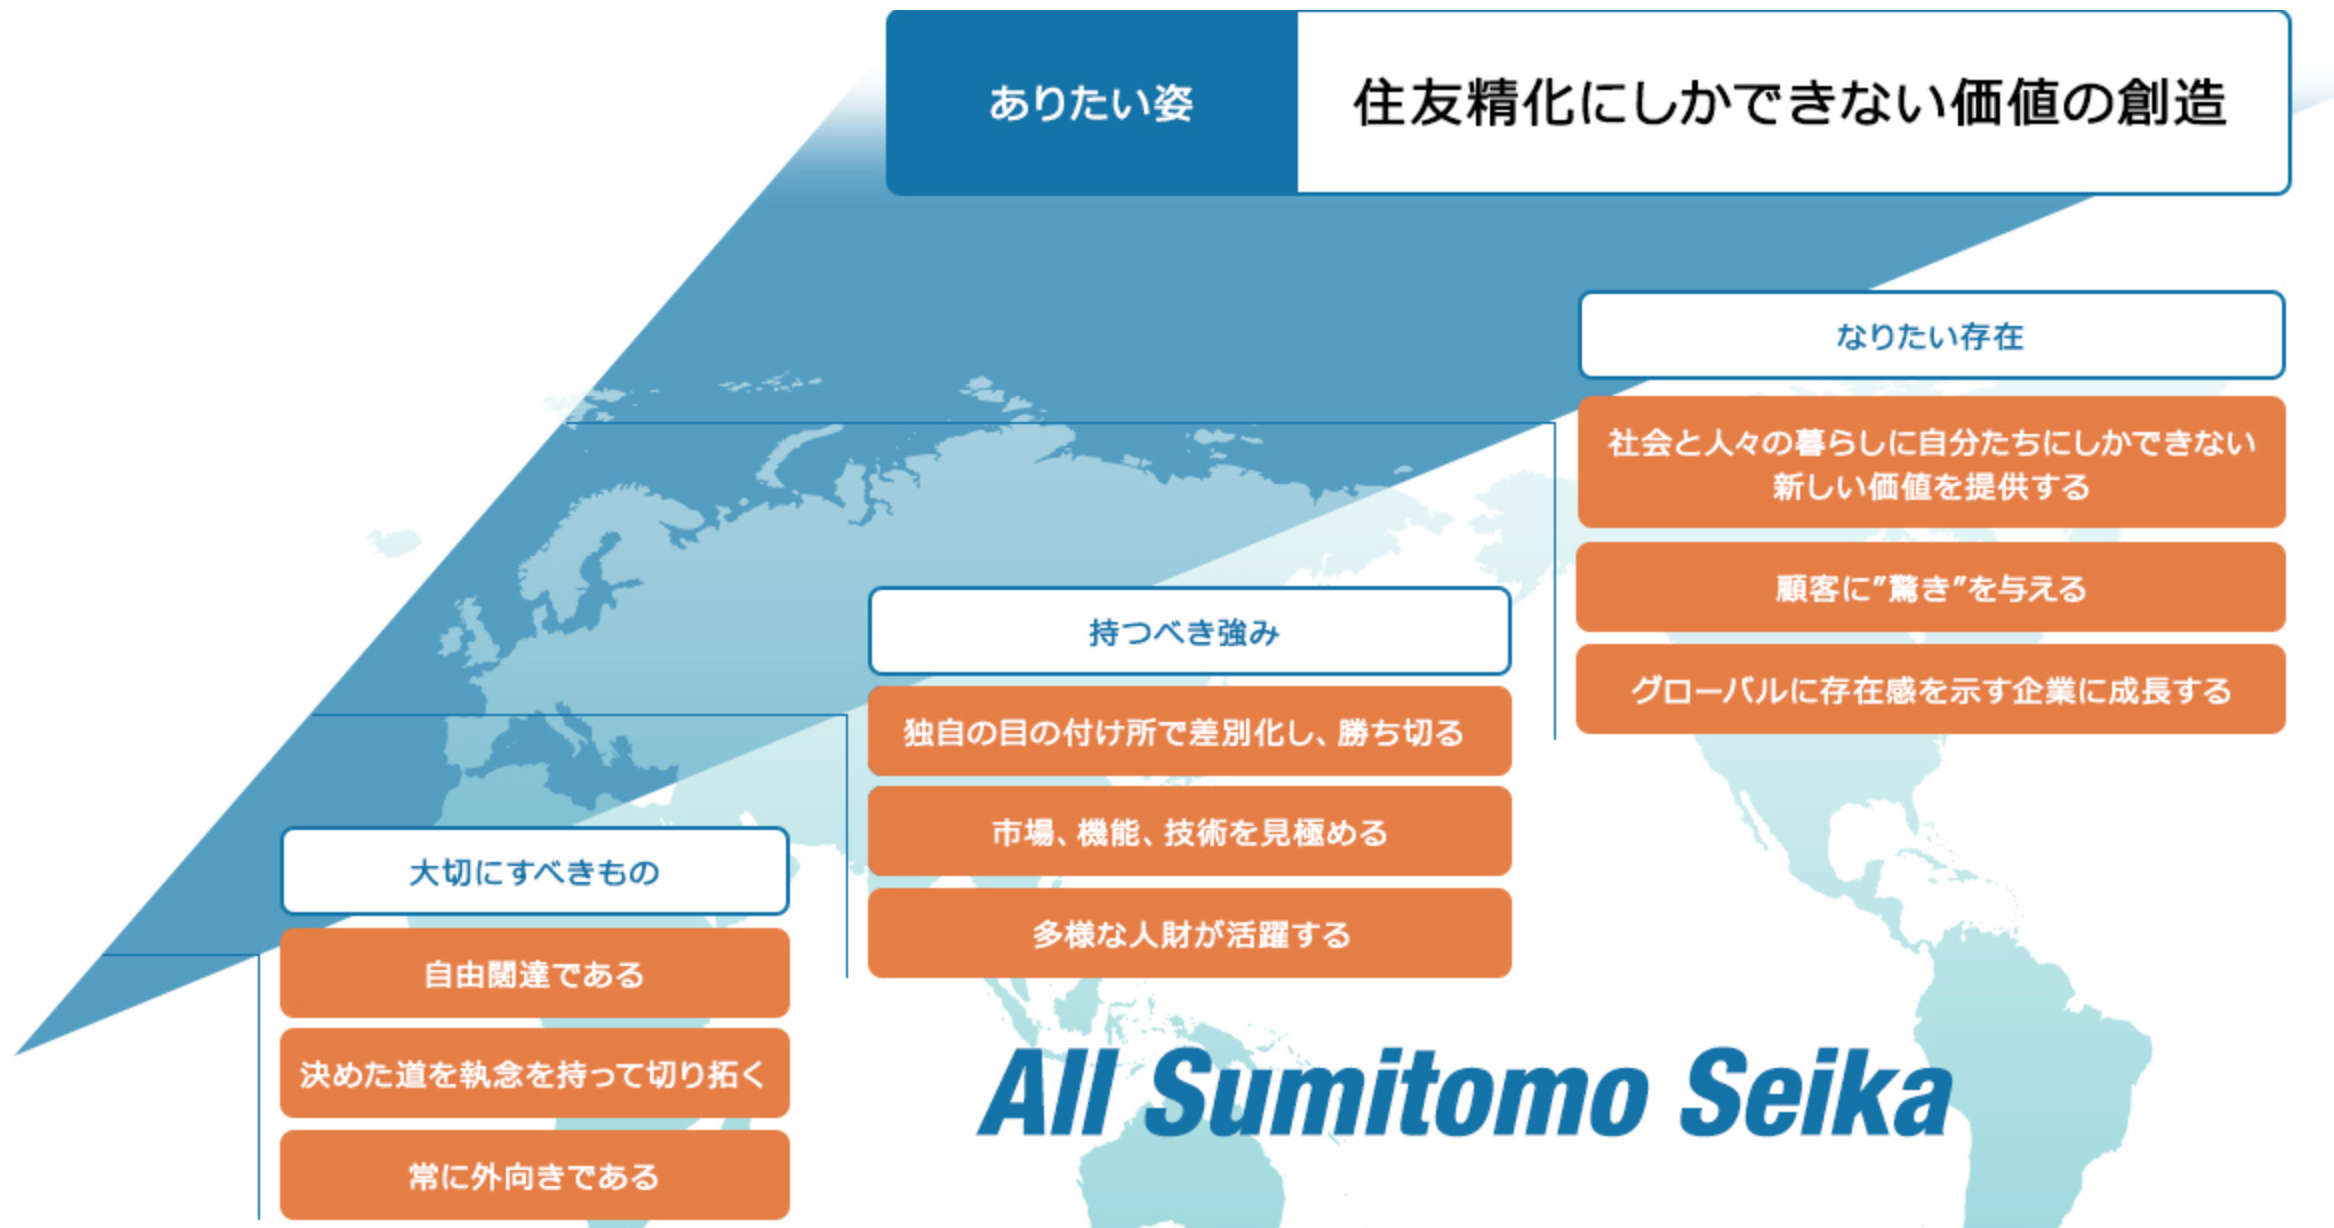 ありたい姿
住友精化にしかできない価値の創造
なりたい存在
社会と人々の暮らしに自分たちにしかできない
新しい価値を提供する
顧客に"驚き"を与える
グローバルに存在感を示す企業に成長する
持つべき強み
独自の目の付け所で差別化し、勝ち切る
市場、機能、技術を見極める
多様な人財が活躍する
大切にすべきもの
自由闊達である
決めた道を執念を持って切り拓く
常に外向きである
All Sumitomo Seika